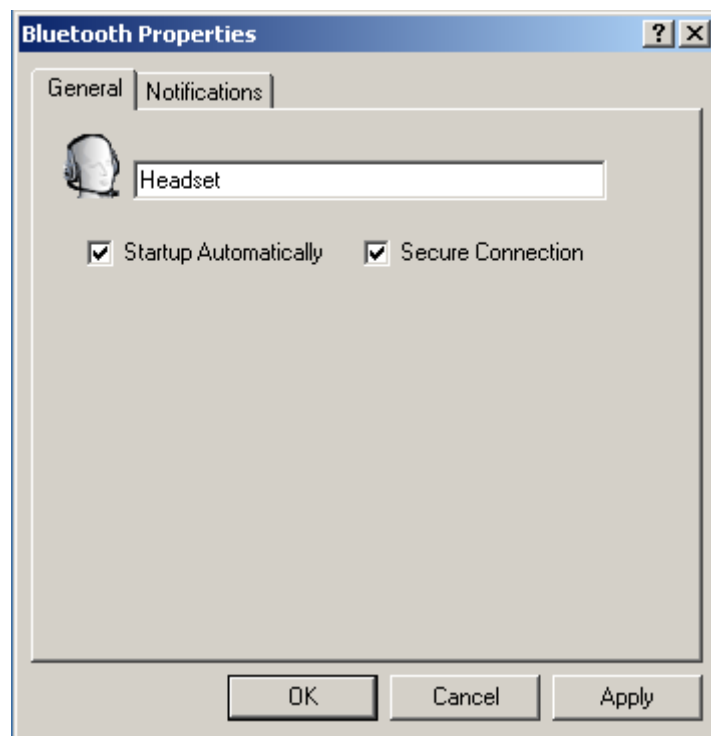 Bluetooth Properties
General Notifications
Headset
Startup Automatically Secure Connection
OK Cancel Apply